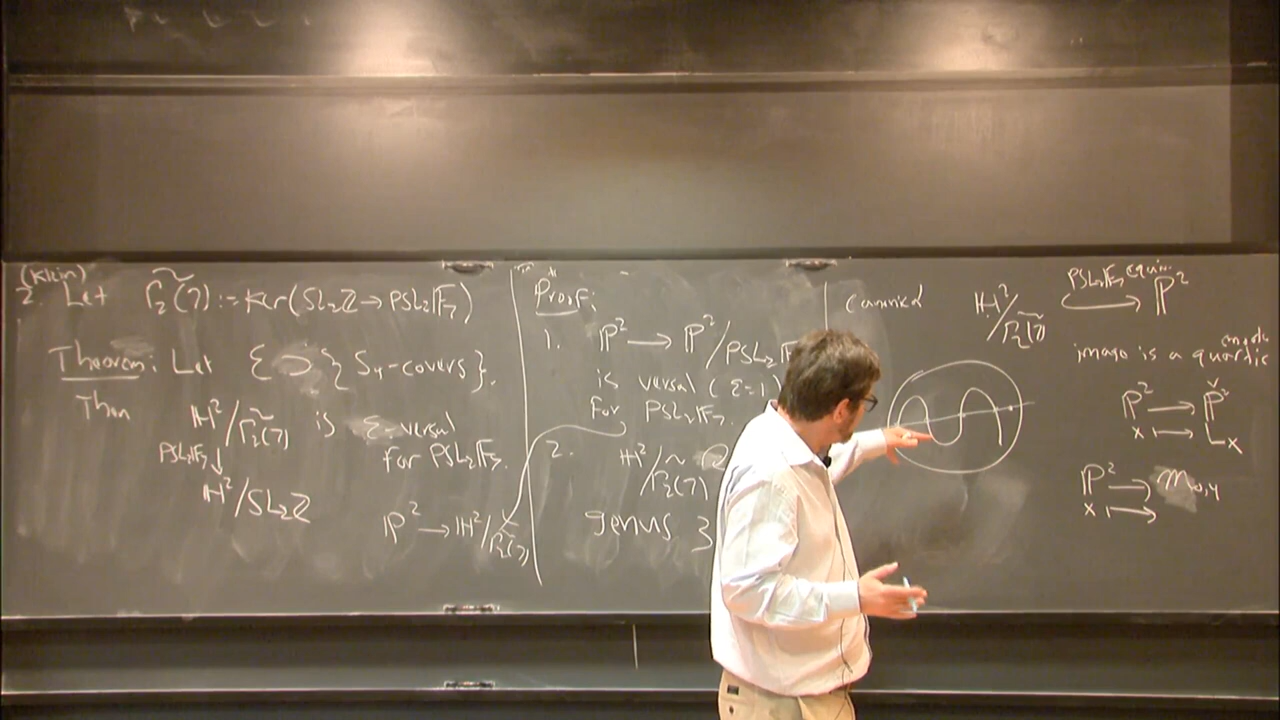 (Klein)
2 Let Γ̃₂(7) := Ker(SL₂ℤ → PSL₂𝔽₇)
Theorem: Let ℰ ⊃ { S₄-covers }.
Then
ℍ²/Γ̃₂(7) is ℰ-versal
PSL₂𝔽₇ ↓ for PSL₂𝔽₇.
ℍ²/SL₂ℤ
ℙ² → ℍ²/Γ̃₂(7)
Proof:
1. ℙ² → ℙ²/PSL₂𝔽
is versal (ℰ=1)
for PSL₂𝔽₇.
2. ℍ²/Γ̃₂(7)
genus 3
canonical ℍ²/Γ̃₂(7) ↪ ℙ²
PSL₂𝔽₇ equiv.
image is a quartic
ℙ² → ℙ̌²
x ↦ L_x
ℙ² → M₀,₄
x ↦